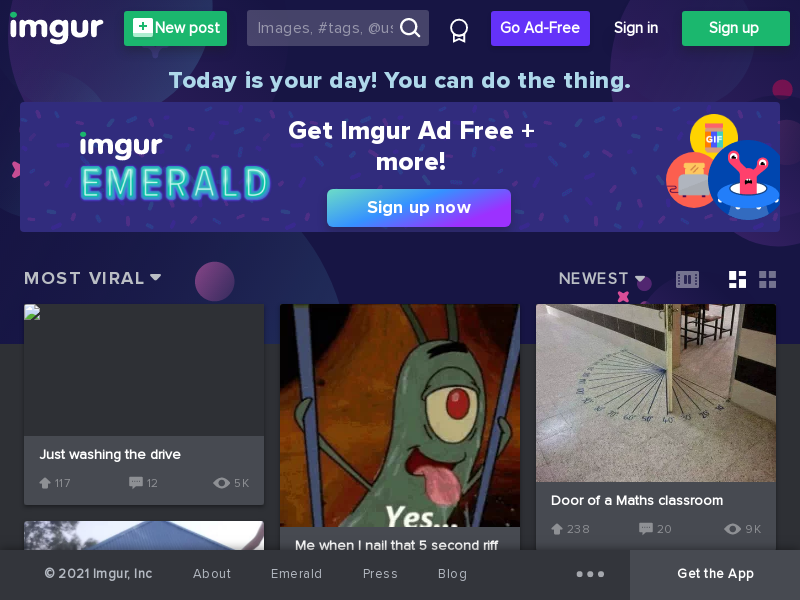 imgur
New post
Images, #tags, @us
Go Ad-Free
Sign in
Sign up
Today is your day! You can do the thing.
imgur
EMERALD
Get Imgur Ad Free +
more!
Sign up now
GIF
MOST VIRAL
NEWEST
Just washing the drive
117
12
5K
Yes...
Me when I nail that 5 second riff
Door of a Maths classroom
238
20
9K
© 2021 Imgur, Inc
About
Emerald
Press
Blog
Get the App